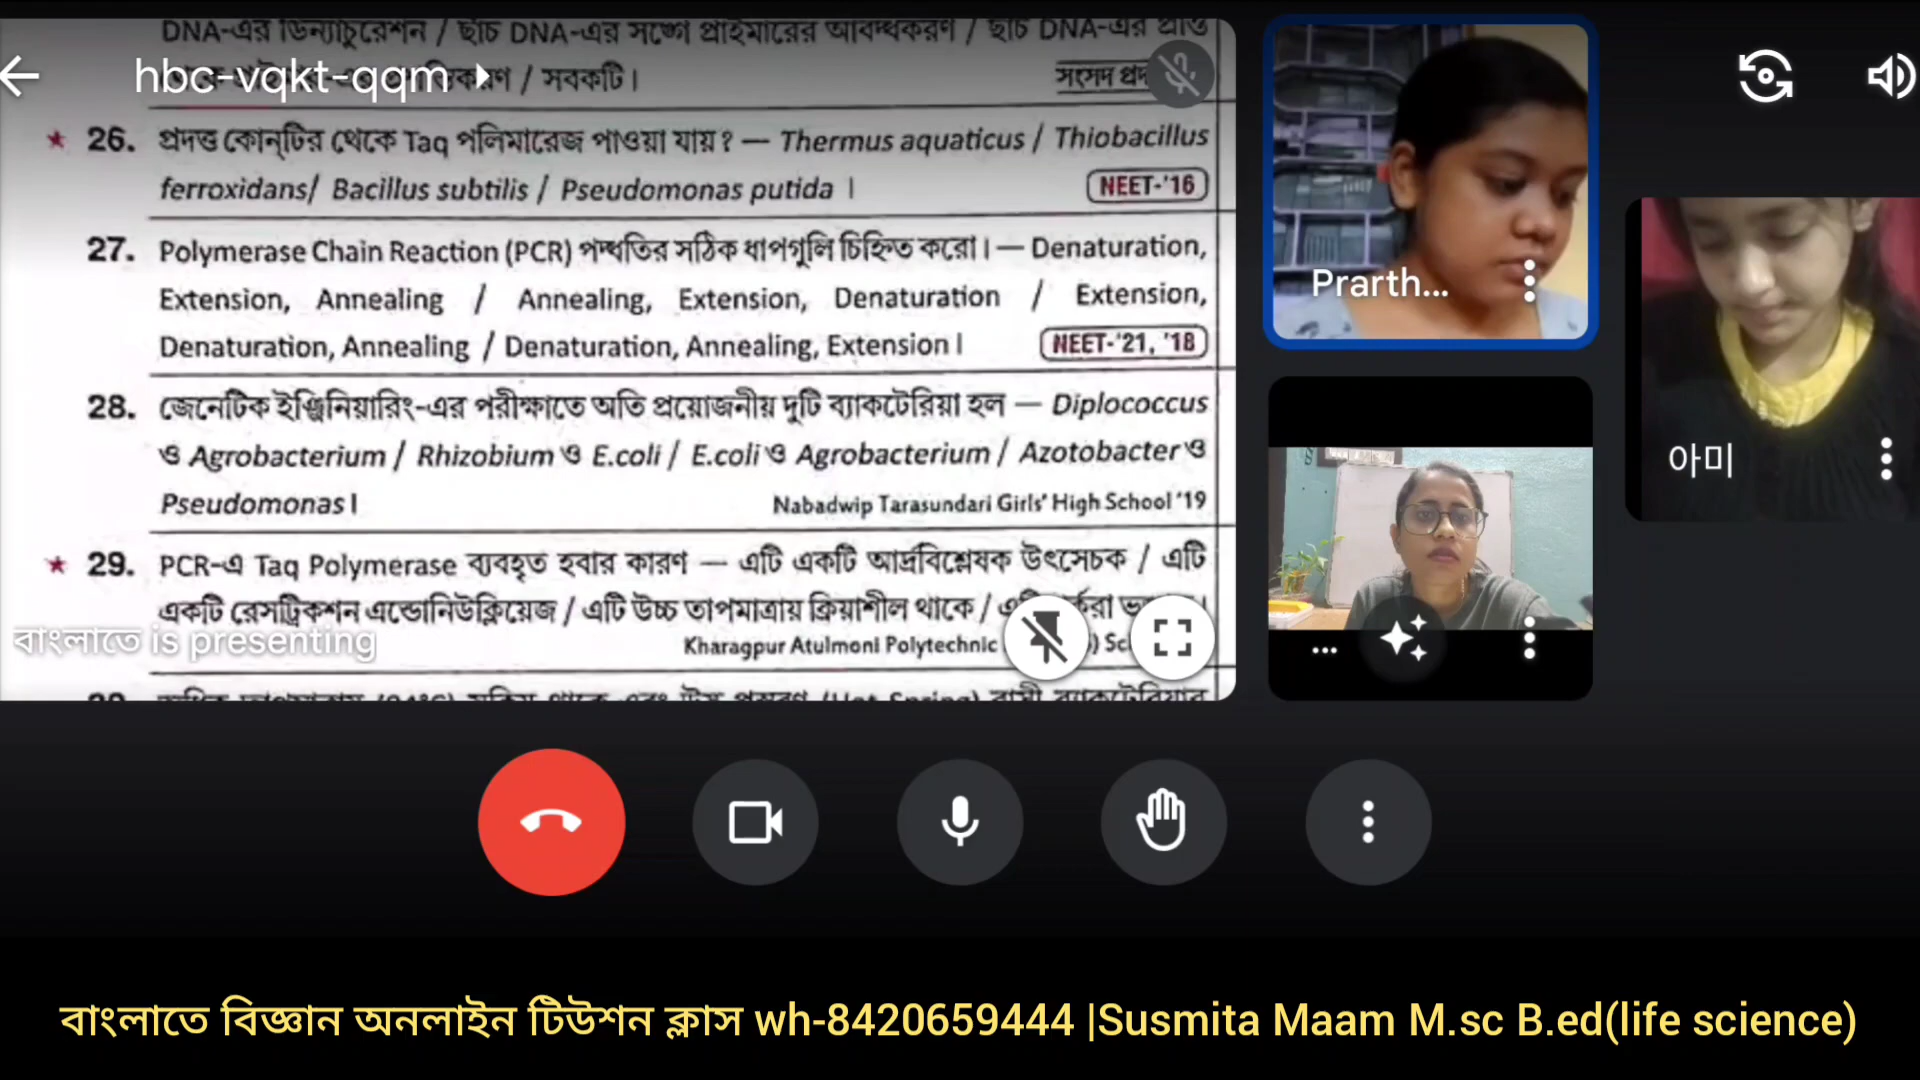 DNA-এর ডিন্যাচুরেশন / ছাঁচ DNA-এর সঙ্গে প্রাইমারের আবদ্ধকরণ / ছাঁচ DNA-এর প্রতি
hbc-vqkt-qqm
/ সবকটি।
সংসদ
★ 26. প্রদত্ত কোন্‌টির থেকে Taq পলিমারেজ পাওয়া যায়? — Thermus aquaticus / Thiobacillus
ferroxidans/ Bacillus subtilis / Pseudomonas putida ।
NEET-'16
27. Polymerase Chain Reaction (PCR) পদ্ধতির সঠিক ধাপগুলি চিহ্নিত করো। — Denaturation,
Extension, Annealing / Annealing, Extension, Denaturation / Extension,
Denaturation, Annealing / Denaturation, Annealing, Extension।
NEET-'21, '18
28. জেনেটিক ইঞ্জিনিয়ারিং-এর পরীক্ষাতে অতি প্রয়োজনীয় দুটি ব্যাকটেরিয়া হল — Diplococcus
ও Agrobacterium / Rhizobium ও E.coli / E.coli ও Agrobacterium / Azotobacter ও
Pseudomonas।
Nabadwip Tarasundari Girls' High School '19
★ 29. PCR-এ Taq Polymerase ব্যবহৃত হবার কারণ — এটি একটি আর্দ্রবিশ্লেষক উৎসেচক / এটি
একটি রেসট্রিকশন এন্ডোনিউক্লিয়েজ / এটি উচ্চ তাপমাত্রায় ক্রিয়াশীল থাকে /
বাংলাতে is presenting
Kharagpur Atulmoni Polytechnic
Prarth...
아미
বাংলাতে বিজ্ঞান অনলাইন টিউশন ক্লাস wh-8420659444 |Susmita Maam M.sc B.ed(life science)